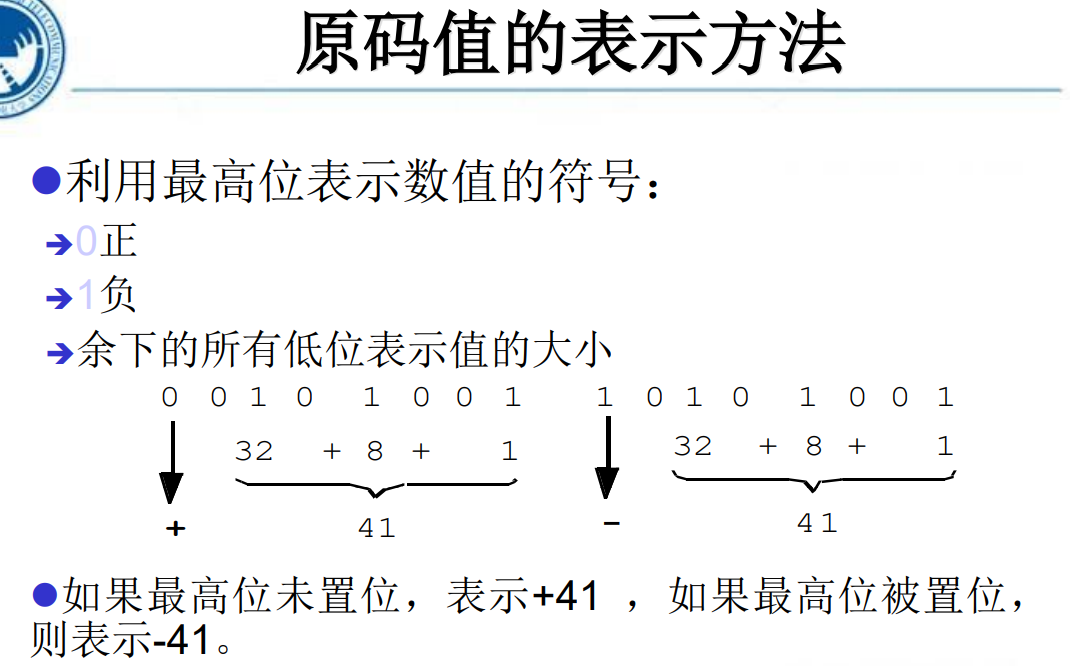 原码值的表示方法
利用最高位表示数值的符号：
0正
1负
余下的所有低位表示值的大小
0 0 1 0 1 0 0 1 1 0 1 0 1 0 0 1
32 + 8 + 1 32 + 8 + 1
+ 41 - 41
如果最高位未置位，表示+41 ，如果最高位被置位，
则表示-41。